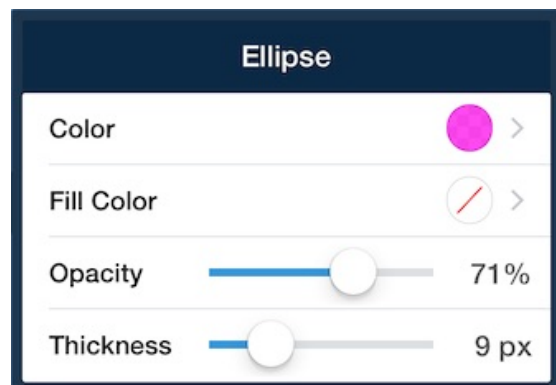 Ellipse
Color
Fill Color
Opacity 71%
Thickness 9 px